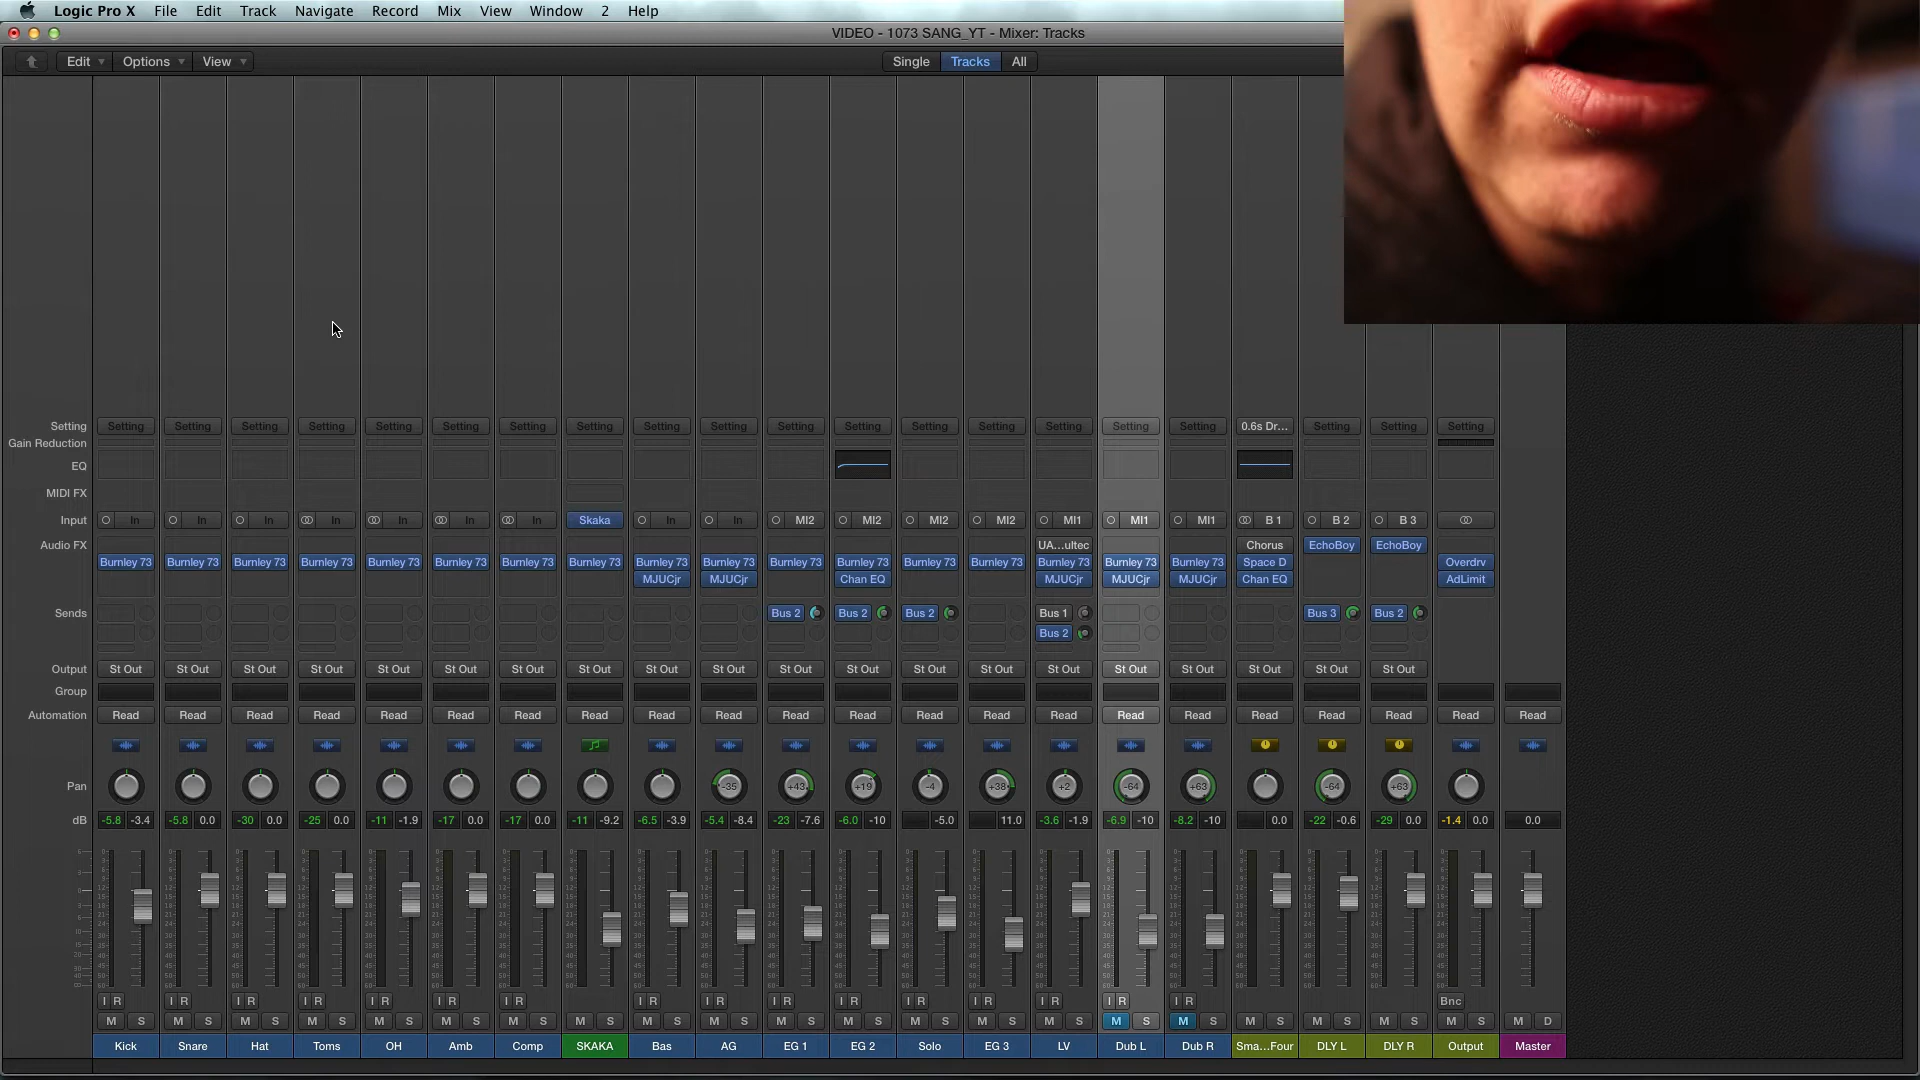 Logic Pro X File Edit Track Navigate Record Mix View Window 2 Help
VIDEO - 1073 SANG_YT - Mixer: Tracks
Edit Options View Single Tracks All
Setting Setting Setting Setting Setting Setting Setting Setting Setting Setting Setting Setting Setting Setting Setting Setting Setting Setting 0.6s Dr... Setting Setting Setting
Gain Reduction
EQ
MIDI FX
Input In In In In In In In Skaka In In MI2 MI2 MI2 MI2 MI1 MI1 MI1 B 1 B 2 B 3
Audio FX UA...ultec Chorus EchoBoy EchoBoy
Burnley 73 Burnley 73 Burnley 73 Burnley 73 Burnley 73 Burnley 73 Burnley 73 Burnley 73 Burnley 73 Burnley 73 Burnley 73 Burnley 73 Burnley 73 Burnley 73 Burnley 73 Burnley 73 Burnley 73 Space D Overdrv
MJUCjr MJUCjr Chan EQ MJUCjr MJUCjr MJUCjr Chan EQ AdLimit
Sends Bus 2 Bus 2 Bus 2 Bus 1 Bus 3 Bus 2
Bus 2
Output St Out St Out St Out St Out St Out St Out St Out St Out St Out St Out St Out St Out St Out St Out St Out St Out St Out St Out St Out St Out
Group
Automation Read Read Read Read Read Read Read Read Read Read Read Read Read Read Read Read Read Read Read Read Read Read
Pan -35 +43 +19 -4 +38 +2 -64 +63 -64 +63
dB -5.8 -3.4 -5.8 0.0 -30 0.0 -25 0.0 -11 -1.9 -17 0.0 -17 0.0 -11 -9.2 -6.5 -3.9 -5.4 -8.4 -23 -7.6 -6.0 -10 -5.0 11.0 -3.6 -1.9 -6.9 -10 -8.2 -10 0.0 -22 -0.6 -29 0.0 -1.4 0.0 0.0
I R I R I R I R I R I R I R I R I R I R I R I R I R I R I R I R Bnc
M S M S M S M S M S M S M S M S M S M S M S M S M S M S M S M S M S M S M S M S M S M D
Kick Snare Hat Toms OH Amb Comp SKAKA Bas AG EG 1 EG 2 Solo EG 3 LV Dub L Dub R Sma...Four DLY L DLY R Output Master